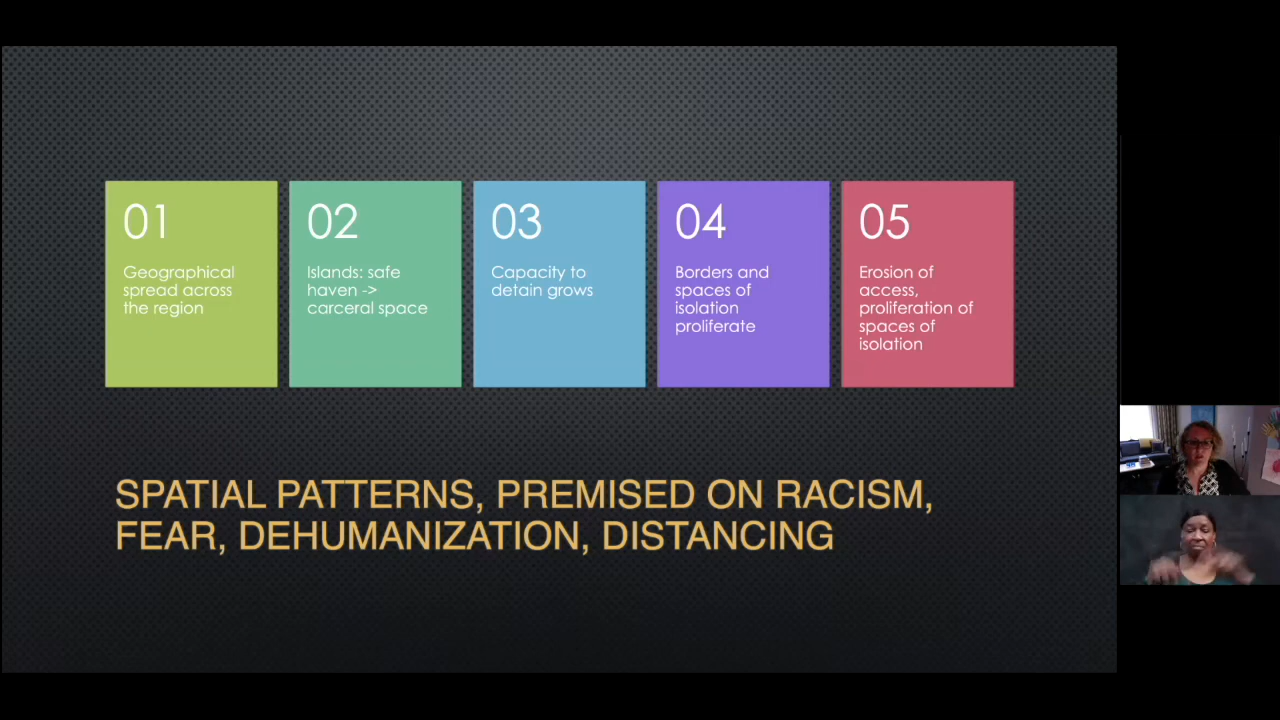 01
Geographical
spread across
the region
02
Islands: safe
haven ->
carceral space
03
Capacity to
detain grows
04
Borders and
spaces of
isolation
proliferate
05
Erosion of
access,
proliferation of
spaces of
isolation
SPATIAL PATTERNS, PREMISED ON RACISM,
FEAR, DEHUMANIZATION, DISTANCING